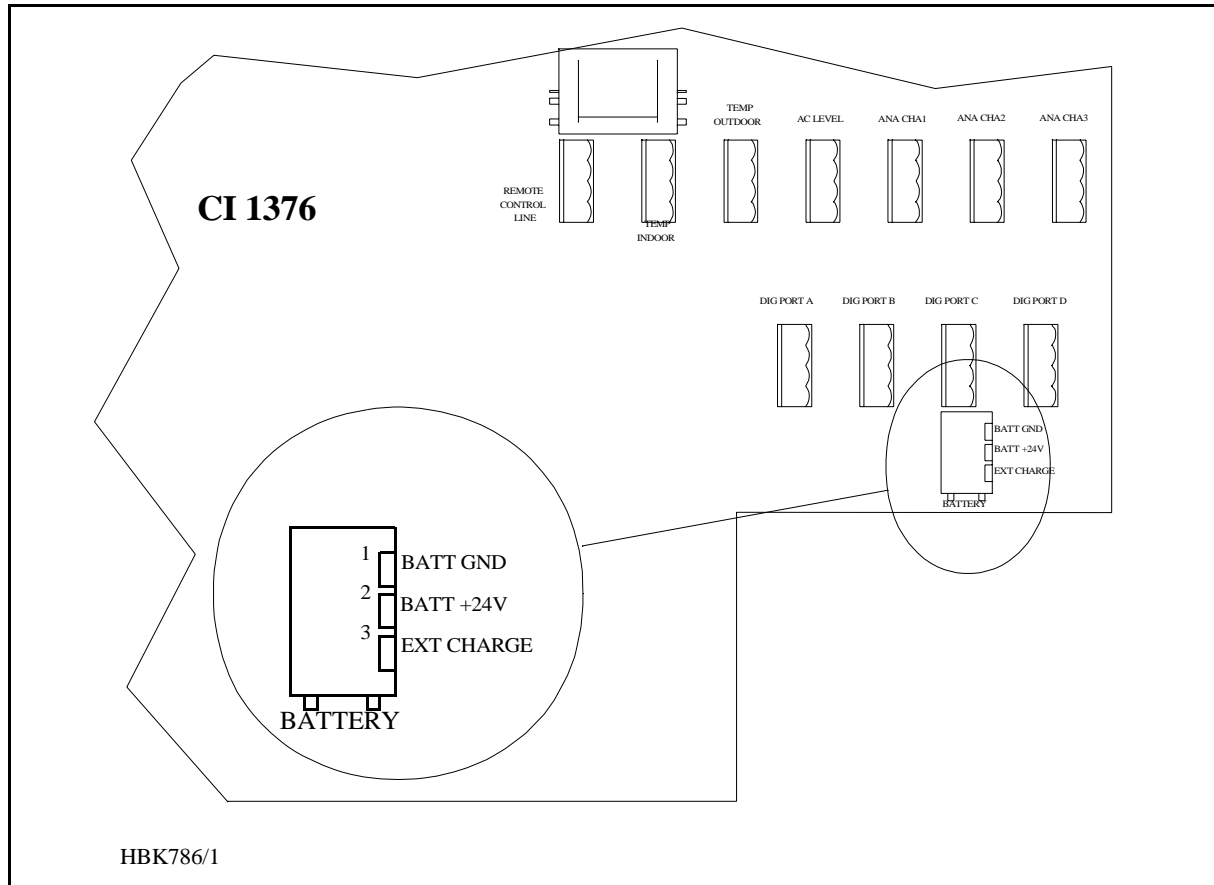 TEMP
OUTDOOR
AC LEVEL
ANA CHA1
ANA CHA2
ANA CHA3
CI 1376
REMOTE
CONTROL
LINE
TEMP
INDOOR
DIG PORT A
DIG PORT B
DIG PORT C
DIG PORT D
BATT GND
BATT +24V
EXT CHARGE
BATTERY
1
BATT GND
2
BATT +24V
3
EXT CHARGE
BATTERY
HBK786/1